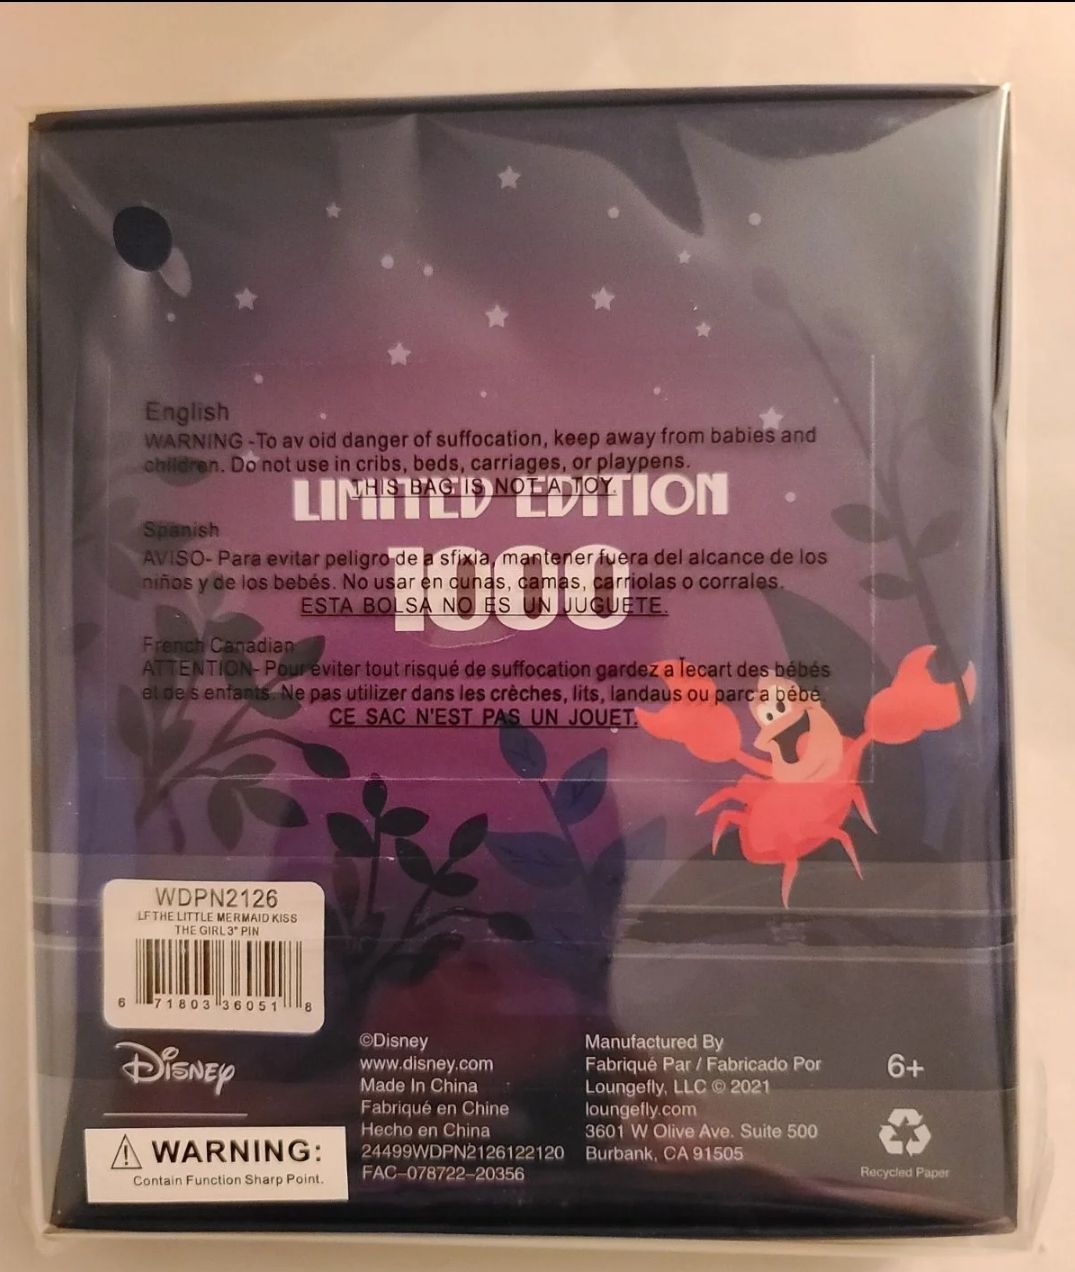 English
WARNING -To av oid danger of suffocation, keep away from babies and
children. Do not use in cribs, beds, carriages, or playpens.
THIS BAG IS NOT A TOY.
LIMITED EDITION
Spanish
AVISO- Para evitar peligro de a sfixia, mantener fuera del alcance de los
niños y de los bebés. No usar en cunas, camas, carriolas o corrales.
1000
ESTA BOLSA NO ES UN JUGUETE.
French Canadian
ATTENTION- Pour éviter tout risqué de suffocation gardez a lecart des bébés
et de s enfants. Ne pas utilizer dans les crèches, lits, landaus ou parc a bébé.
CE SAC N'EST PAS UN JOUET.
WDPN2126
LF THE LITTLE MERMAID KISS
THE GIRL 3" PIN
6 71803 36051 8
Disney
WARNING:
Contain Function Sharp Point.
©Disney
www.disney.com
Made In China
Fabriqué en Chine
Hecho en China
24499WDPN2126122120
FAC-078722-20356
Manufactured By
Fabriqué Par / Fabricado Por
Loungefly, LLC © 2021
loungefly.com
3601 W Olive Ave. Suite 500
Burbank, CA 91505
6+
Recycled Paper